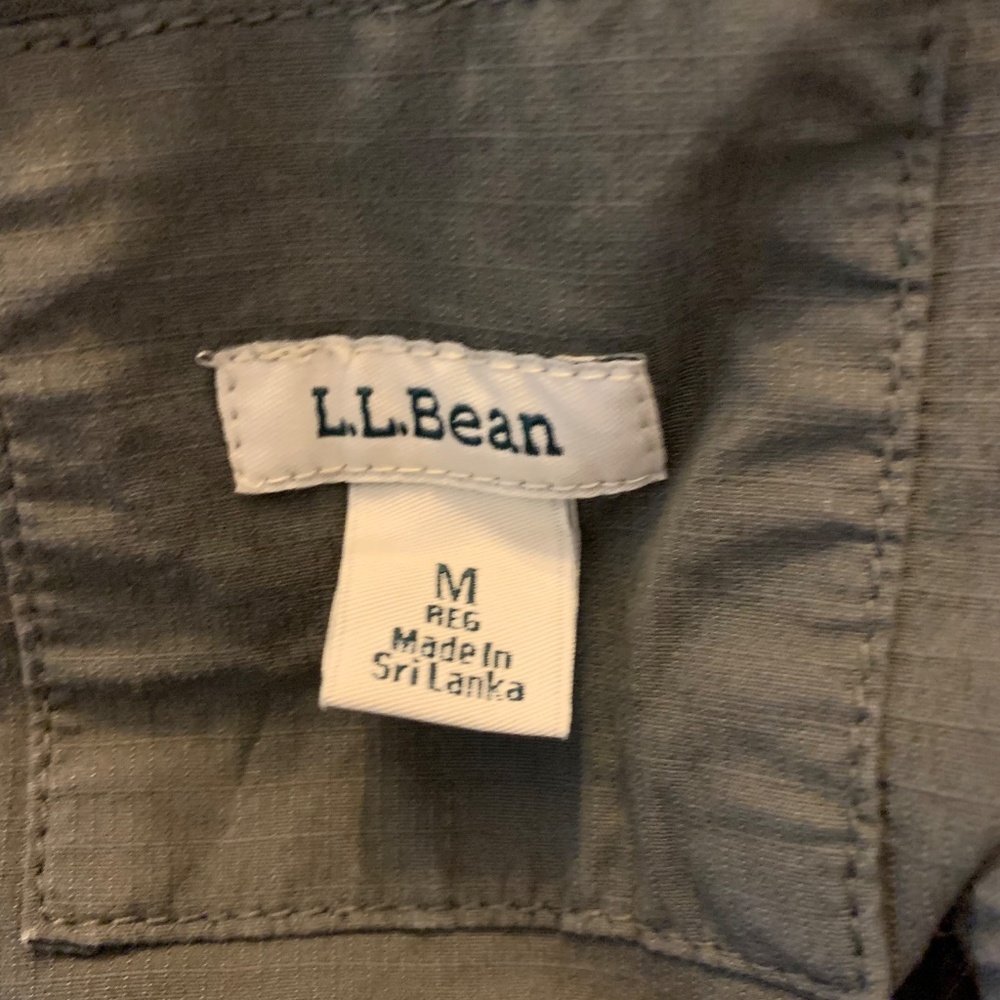 L.L.Bean
M
REG
Made In
Sri Lanka